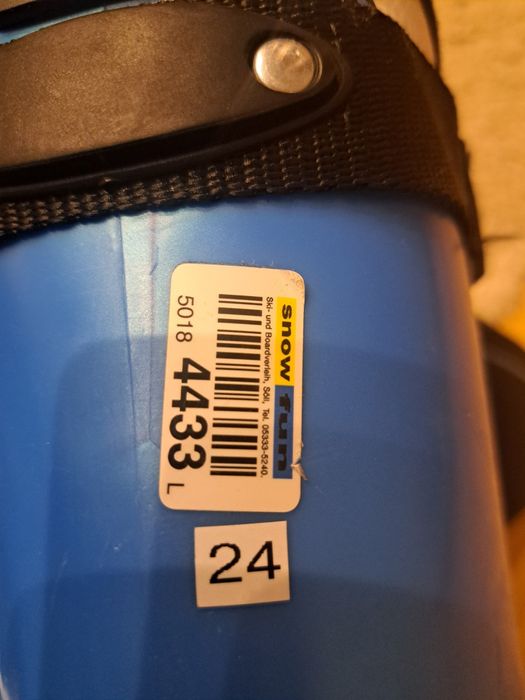 snow fun
Ski- und Boardverleih, Söll, Tel. 05333-5240.
5018 4433 L
24